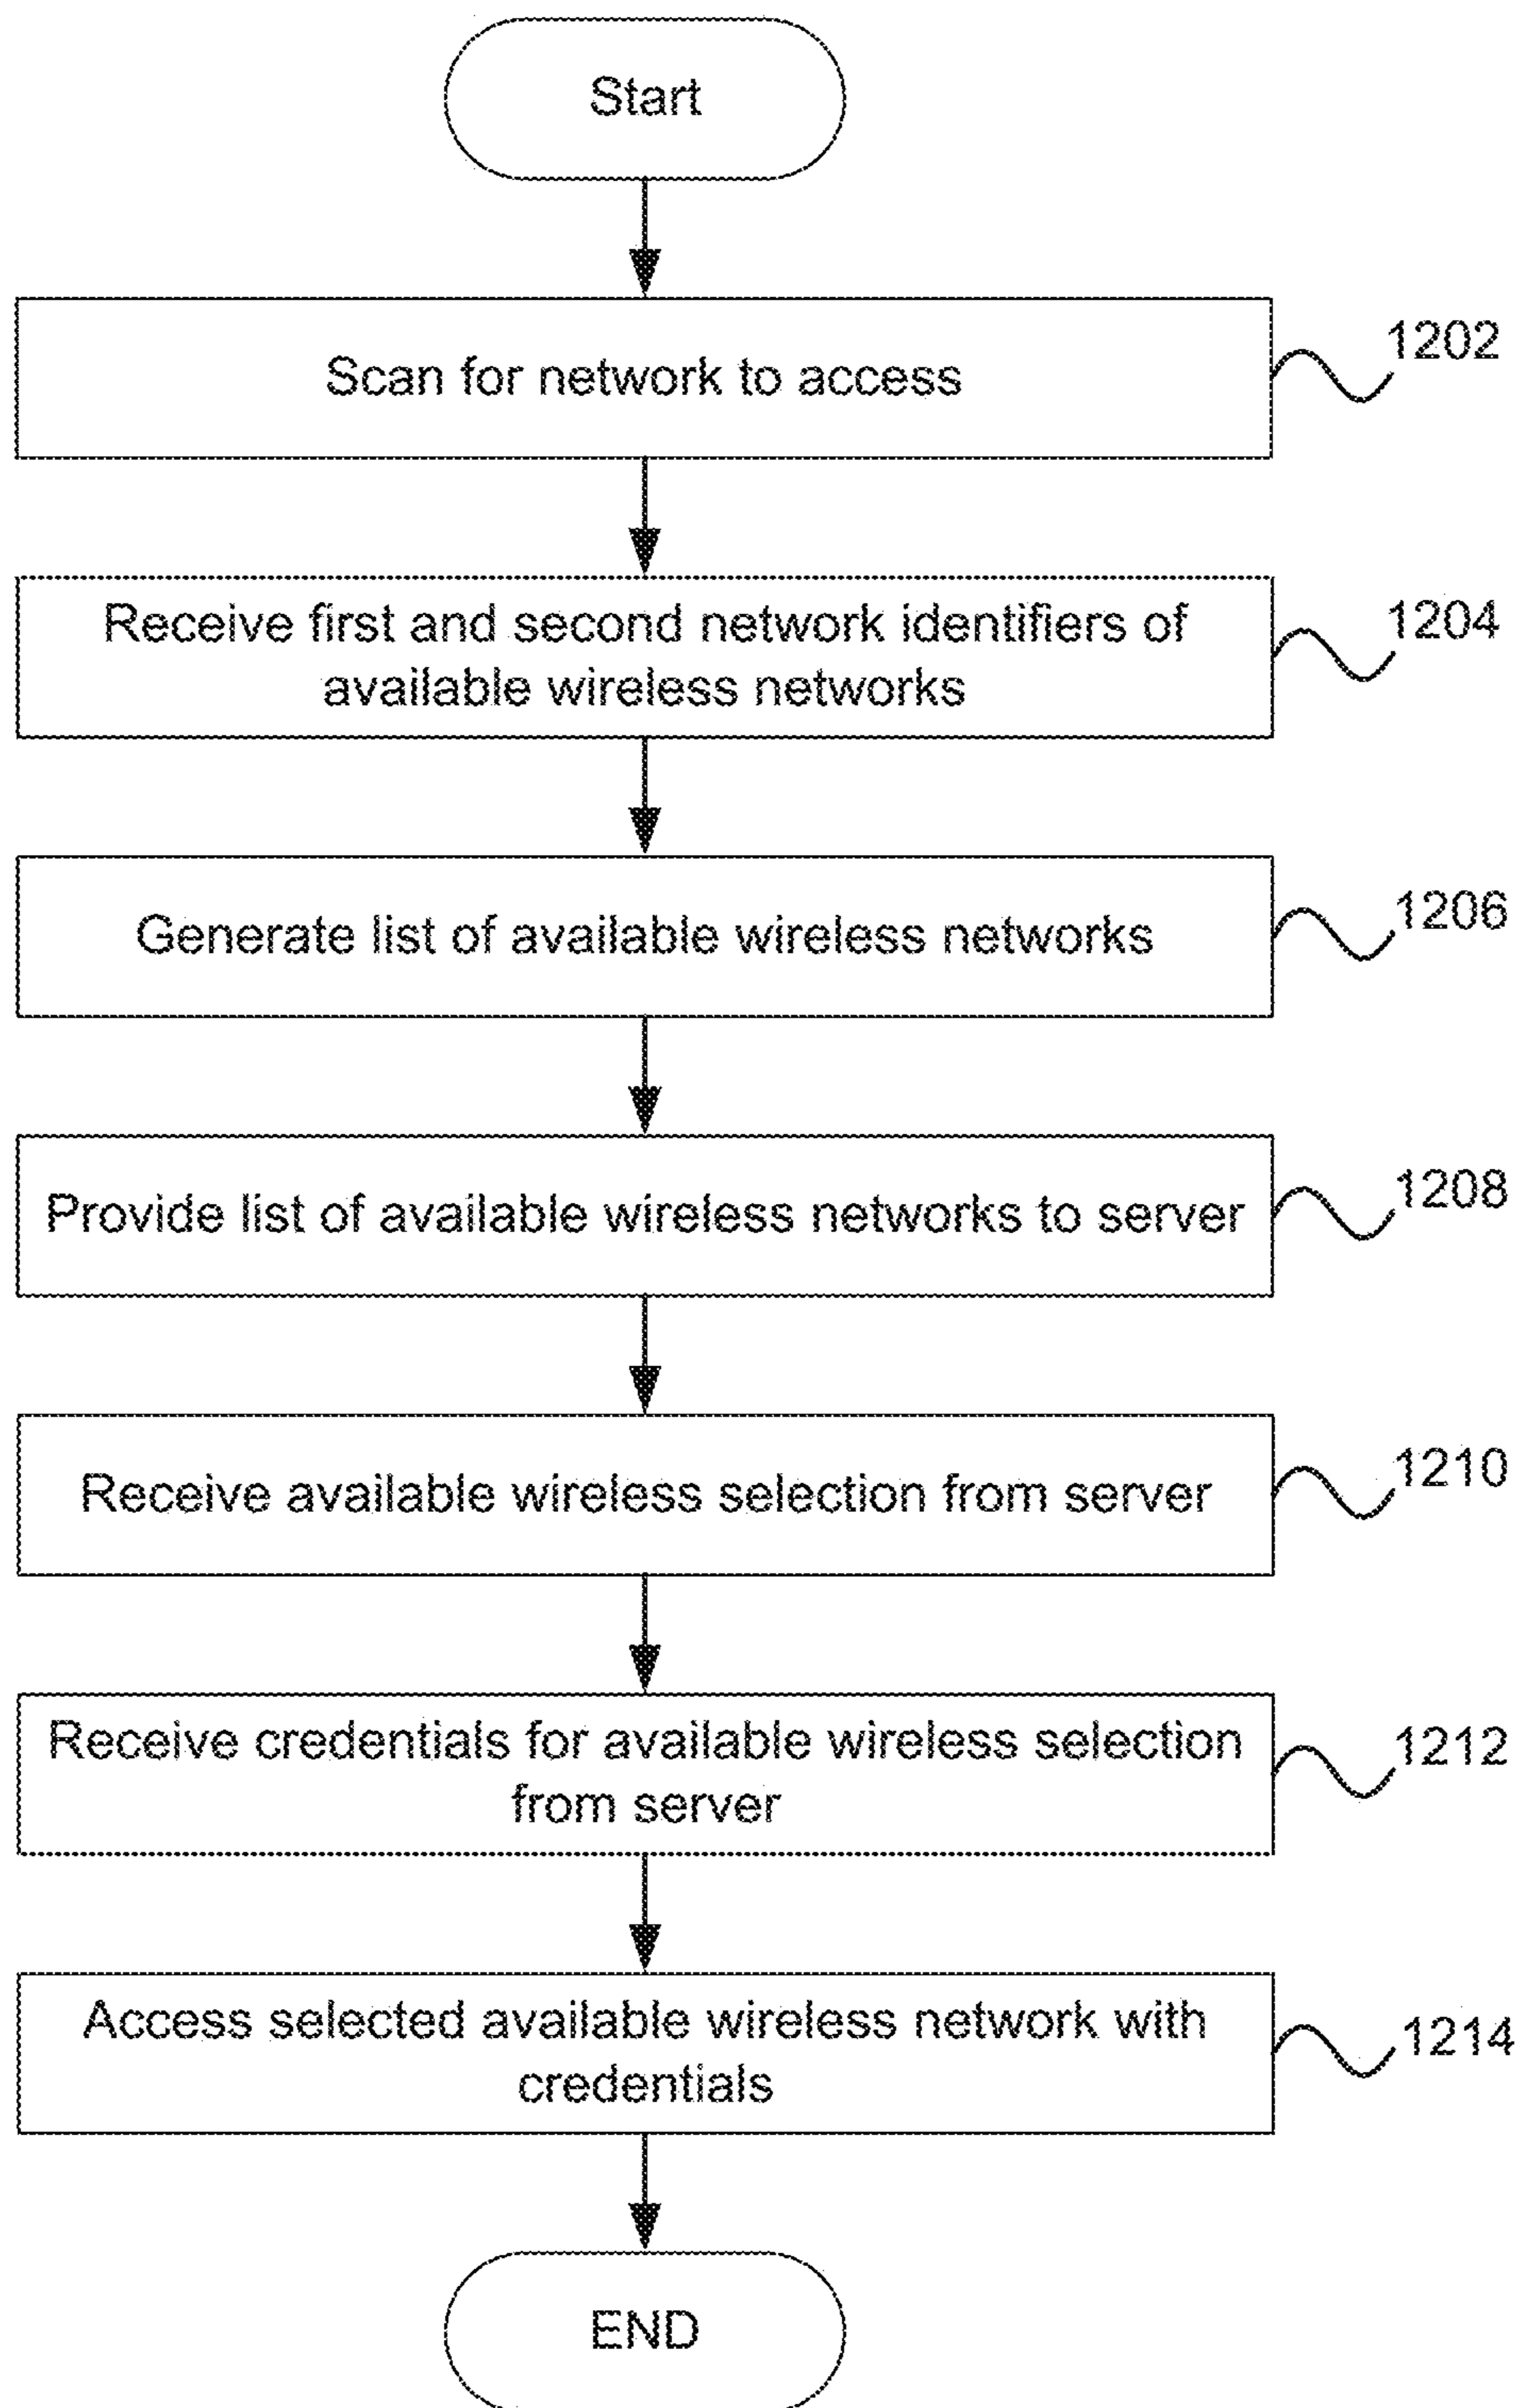 Start
Scan for network to access
1202
Receive first and second network identifiers of
available wireless networks
1204
Generate list of available wireless networks
1206
Provide list of available wireless networks to server
1208
Receive available wireless selection from server
1210
Receive credentials for available wireless selection
from server
1212
Access selected available wireless network with
credentials
1214
END